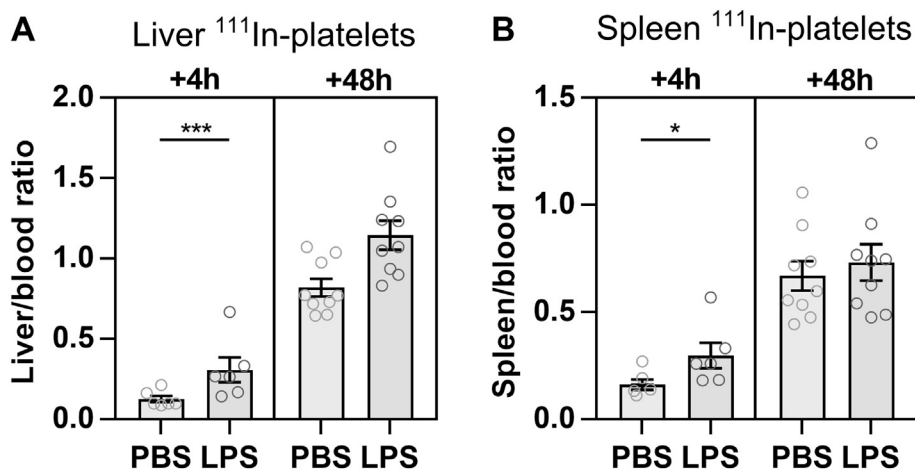 A
Liver ¹¹¹In-platelets
+4h
+48h
Liver/blood ratio
2.0
1.5
1.0
0.5
0.0
***
PBS LPS
PBS LPS
B
Spleen ¹¹¹In-platelets
+4h
+48h
Spleen/blood ratio
1.5
1.0
0.5
0.0
*
PBS LPS
PBS LPS